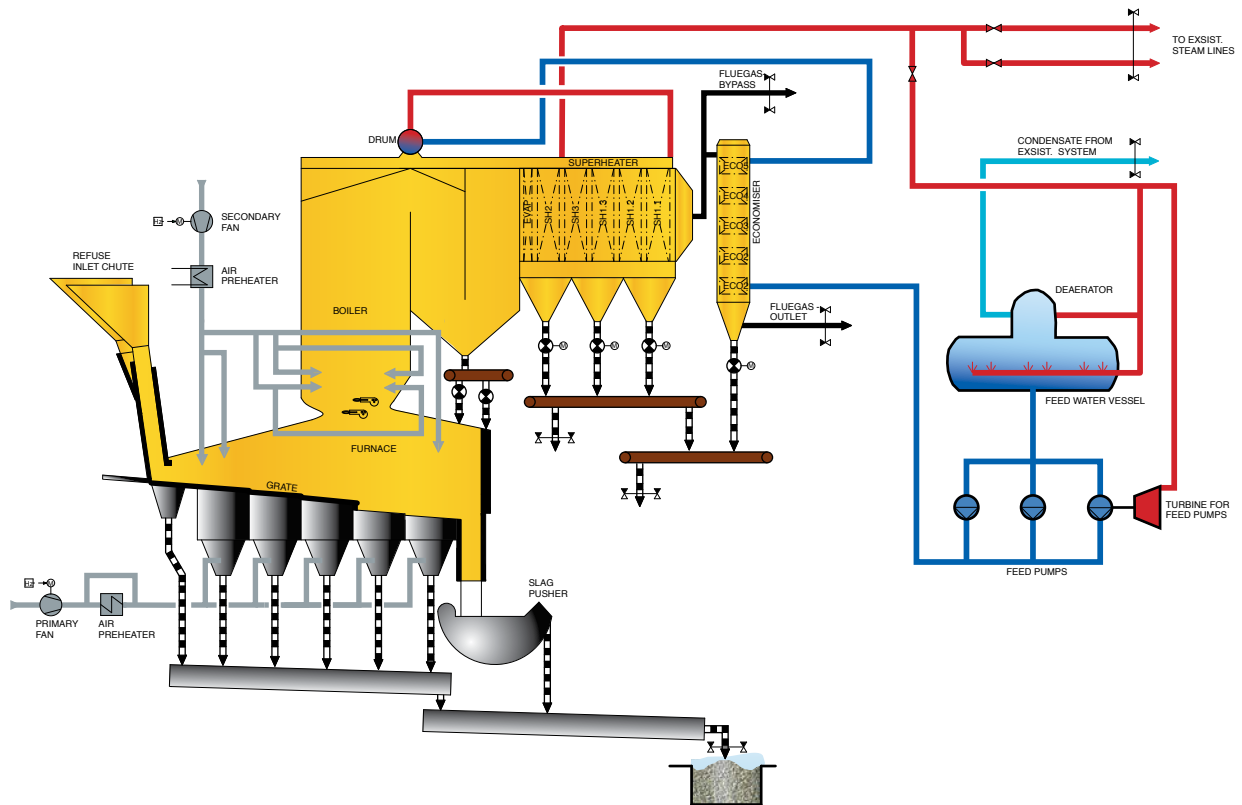 TO EXSIST.
STEAM LINES
FLUEGAS
BYPASS
DRUM
CONDENSATE FROM
EXSIST. SYSTEM
SUPERHEATER
EVAP
SH2
SH3
SH1.3
SH1.2
SH1.1
ECO4
ECO3
ECO2
ECONOMISER
SECONDARY
FAN
Hz
M
REFUSE
INLET CHUTE
AIR
PREHEATER
BOILER
FLUEGAS
OUTLET
DEAERATOR
M
M
M
M
FEED WATER VESSEL
FURNACE
GRATE
TURBINE FOR
FEED PUMPS
FEED PUMPS
Hz
M
SLAG
PUSHER
PRIMARY
FAN
AIR
PREHEATER